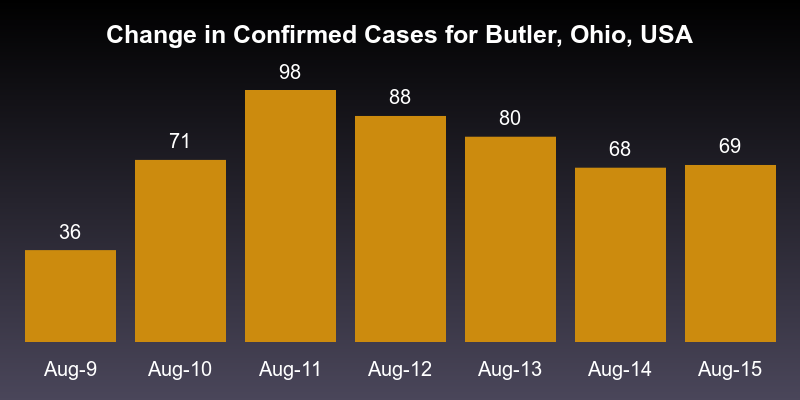 Change in Confirmed Cases for Butler, Ohio, USA
36
71
98
88
80
68
69
Aug-9
Aug-10
Aug-11
Aug-12
Aug-13
Aug-14
Aug-15